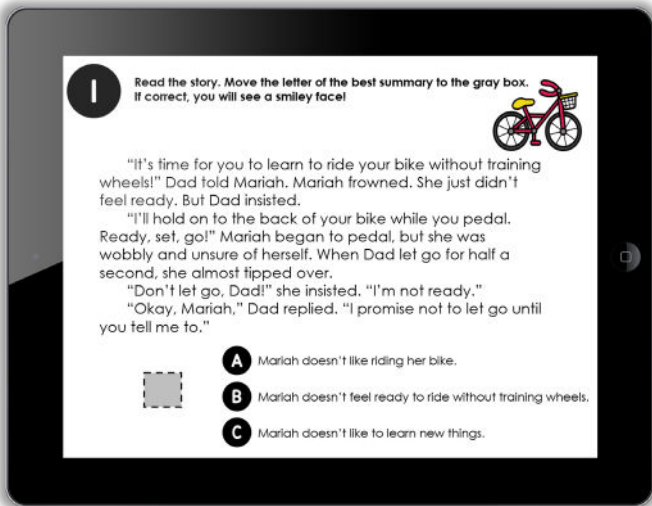 1
Read the story. Move the letter of the best summary to the gray box.
If correct, you will see a smiley face!
“It’s time for you to learn to ride your bike without training
wheels!” Dad told Mariah. Mariah frowned. She just didn’t
feel ready. But Dad insisted.
“I’ll hold on to the back of your bike while you pedal.
Ready, set, go!” Mariah began to pedal, but she was
wobbly and unsure of herself. When Dad let go for half a
second, she almost tipped over.
“Don’t let go, Dad!” she insisted. “I’m not ready.”
“Okay, Mariah,” Dad replied. “I promise not to let go until
you tell me to.”
A Mariah doesn’t like riding her bike.
B Mariah doesn’t feel ready to ride without training wheels.
C Mariah doesn’t like to learn new things.